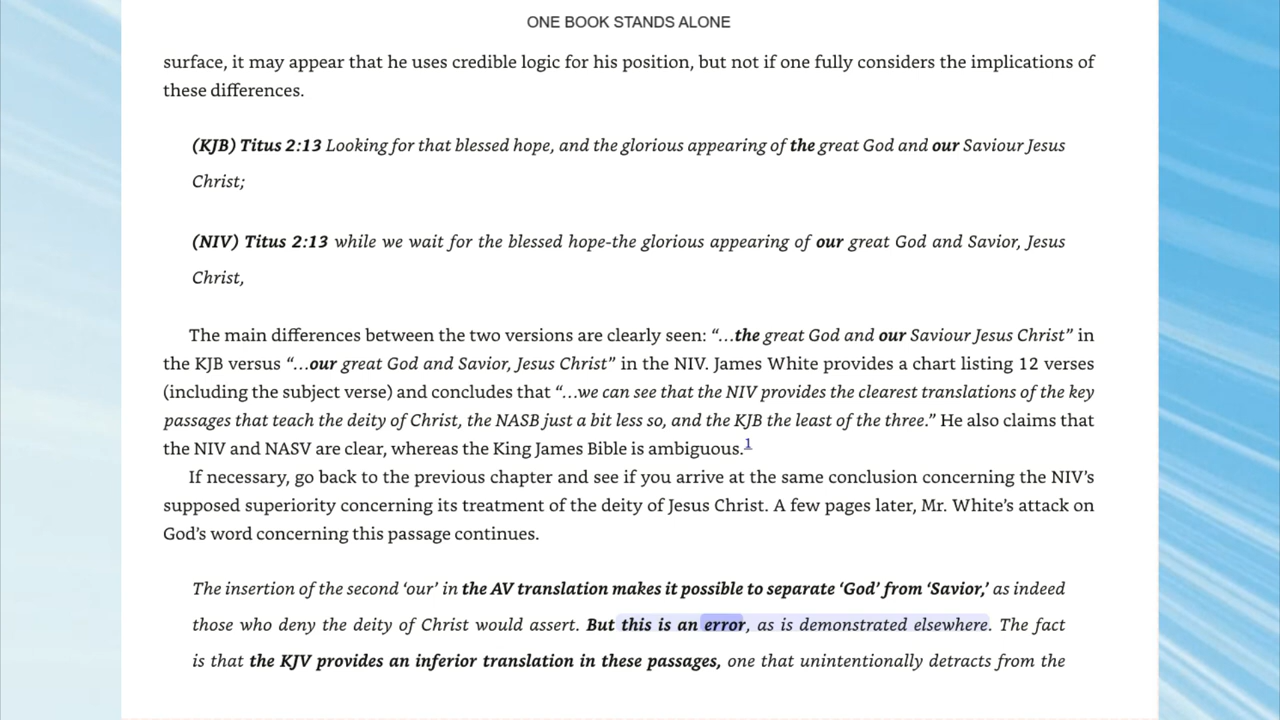 ONE BOOK STANDS ALONE
surface, it may appear that he uses credible logic for his position, but not if one fully considers the implications of
these differences.
(KJB) Titus 2:13 Looking for that blessed hope, and the glorious appearing of the great God and our Saviour Jesus
Christ;
(NIV) Titus 2:13 while we wait for the blessed hope-the glorious appearing of our great God and Savior, Jesus
Christ,
The main differences between the two versions are clearly seen: “…the great God and our Saviour Jesus Christ” in
the KJB versus “…our great God and Savior, Jesus Christ” in the NIV. James White provides a chart listing 12 verses
(including the subject verse) and concludes that “…we can see that the NIV provides the clearest translations of the key
passages that teach the deity of Christ, the NASB just a bit less so, and the KJB the least of the three.” He also claims that
the NIV and NASV are clear, whereas the King James Bible is ambiguous.1
If necessary, go back to the previous chapter and see if you arrive at the same conclusion concerning the NIV’s
supposed superiority concerning its treatment of the deity of Jesus Christ. A few pages later, Mr. White’s attack on
God’s word concerning this passage continues.
The insertion of the second ‘our’ in the AV translation makes it possible to separate ‘God’ from ‘Savior,’ as indeed
those who deny the deity of Christ would assert. But this is an error, as is demonstrated elsewhere. The fact
is that the KJV provides an inferior translation in these passages, one that unintentionally detracts from the